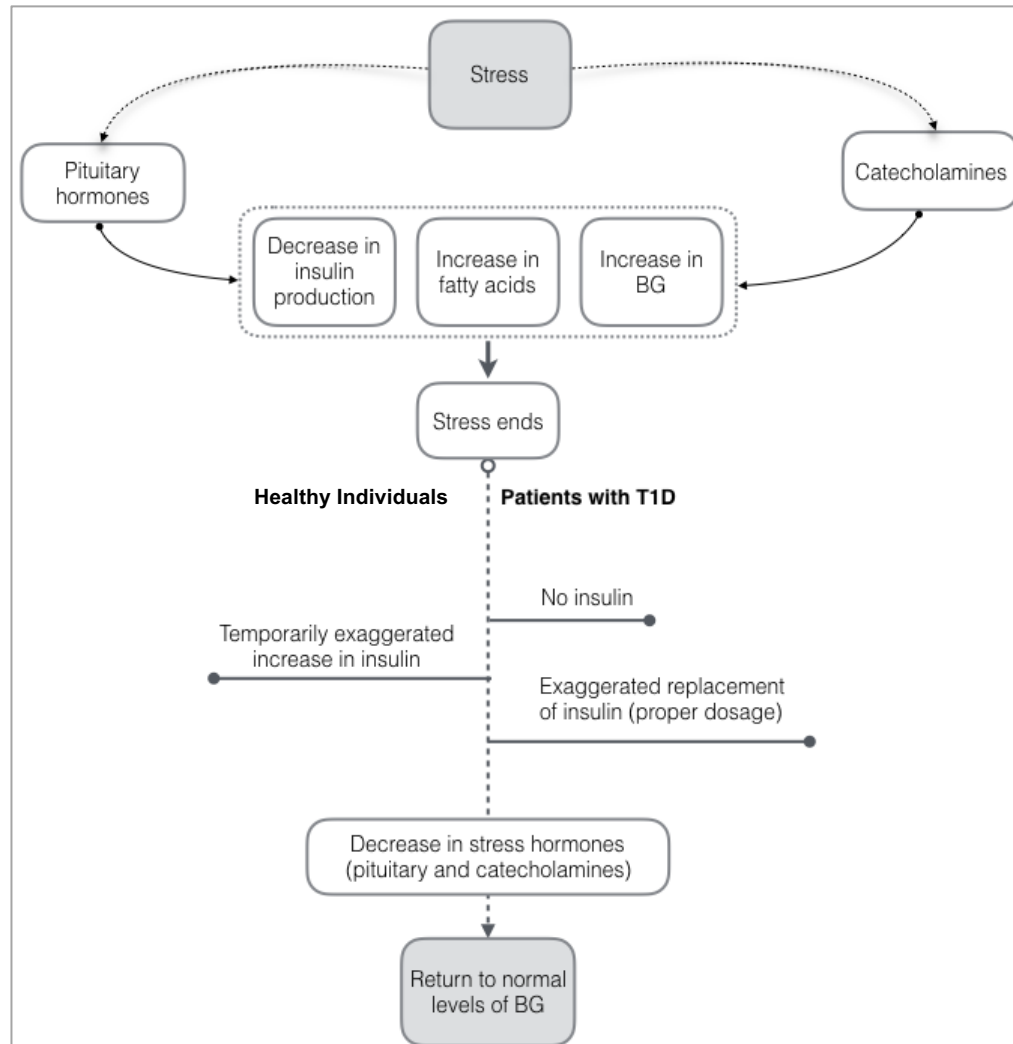 Stress
Pituitary
hormones
Catecholamines
Decrease in
insulin
production
Increase in
fatty acids
Increase in
BG
Stress ends
Healthy Individuals
Patients with T1D
No insulin
Temporarily exaggerated
increase in insulin
Exaggerated replacement
of insulin (proper dosage)
Decrease in stress hormones
(pituitary and catecholamines)
Return to normal
levels of BG